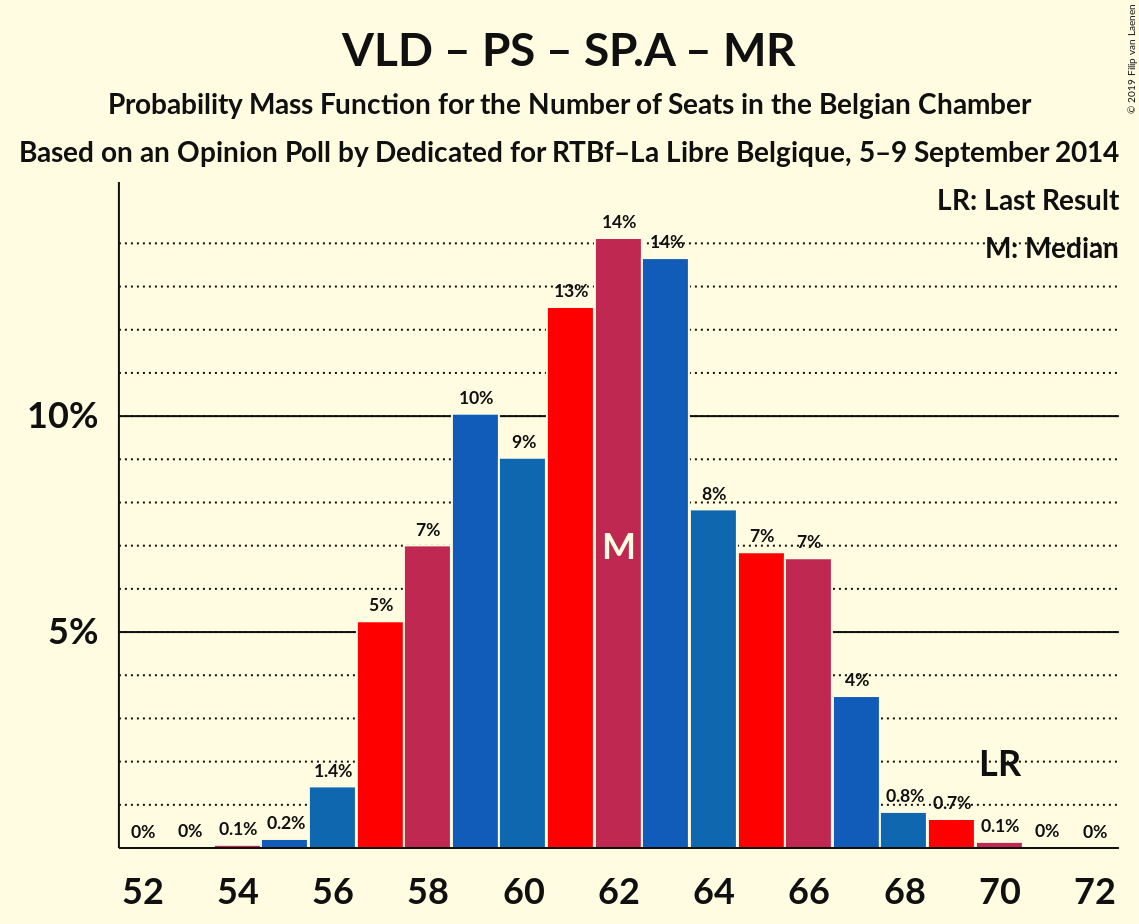 VLD – PS – SP.A – MR
Probability Mass Function for the Number of Seats in the Belgian Chamber
Based on an Opinion Poll by Dedicated for RTBf–La Libre Belgique, 5–9 September 2014
© 2019 Filip van Laenen
LR: Last Result
M: Median
10%
5%
0% 0% 0.1% 0.2% 1.4% 5% 7% 10% 9% 13% 14% 14% 8% 7% 7% 4% 0.8% 0.7% 0.1% 0% 0%
M
LR
52 54 56 58 60 62 64 66 68 70 72